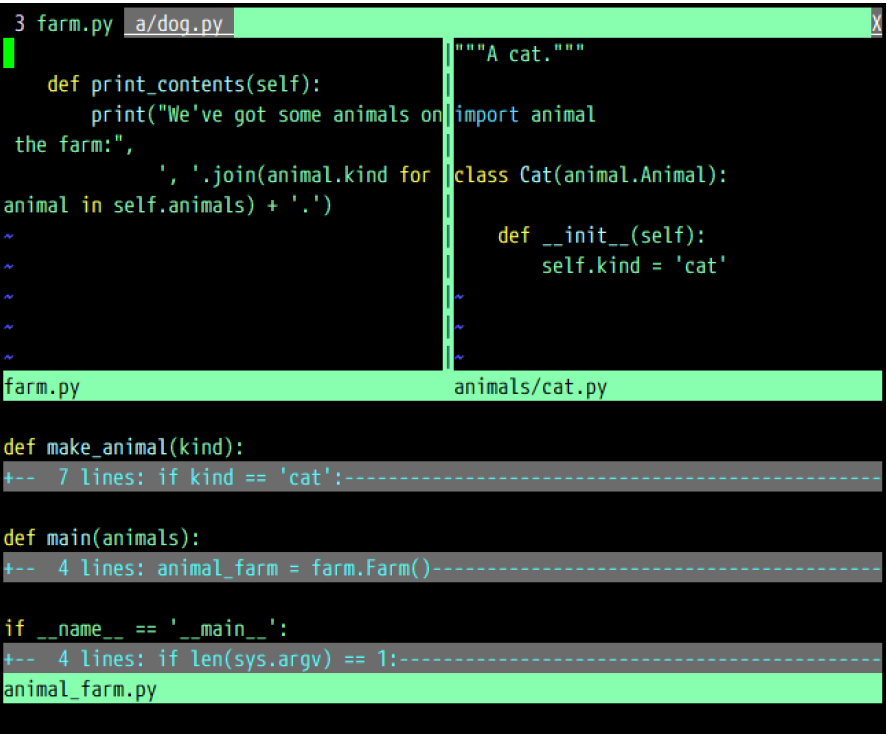 3 farm.py a/dog.py X
def print_contents(self):
print("We've got some animals on
the farm:",
', '.join(animal.kind for
animal in self.animals) + '.')
~
~
~
~
~
"""A cat."""
import animal
class Cat(animal.Animal):
def __init__(self):
self.kind = 'cat'
~
~
~
farm.py
animals/cat.py
def make_animal(kind):
+--  7 lines: if kind == 'cat':-------------------------------------------------
def main(animals):
+--  4 lines: animal_farm = farm.Farm()-----------------------------------------
if __name__ == '__main__':
+--  4 lines: if len(sys.argv) == 1:--------------------------------------------
animal_farm.py